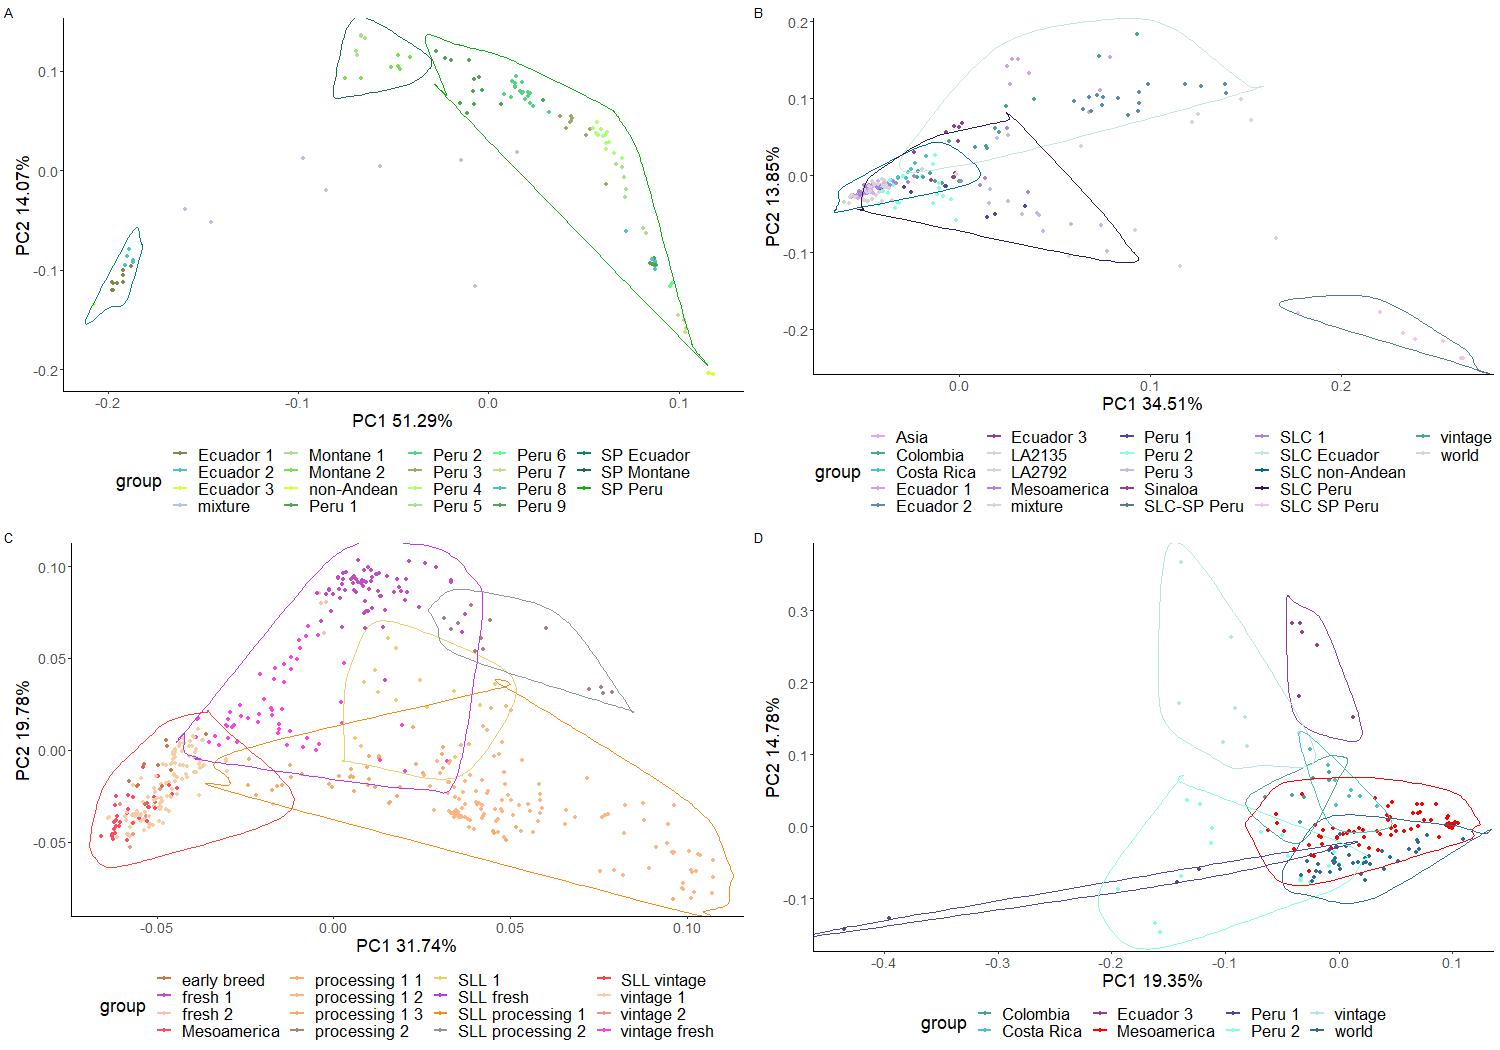 A
0.1
0.0
-0.1
-0.2
PC2 14.07%
-0.2 -0.1 0.0 0.1
PC1 51.29%
group
Ecuador 1 Montane 1 Peru 2 Peru 6 SP Ecuador
Ecuador 2 Montane 2 Peru 3 Peru 7 SP Montane
Ecuador 3 non-Andean Peru 4 Peru 8 SP Peru
mixture Peru 1 Peru 5 Peru 9
B
0.2
0.1
0.0
-0.1
-0.2
PC2 13.85%
0.0 0.1 0.2
PC1 34.51%
group
Asia Ecuador 3 Peru 1 SLC 1 vintage
Colombia LA2135 Peru 2 SLC Ecuador world
Costa Rica LA2792 Peru 3 SLC non-Andean
Ecuador 1 Mesoamerica Sinaloa SLC Peru
Ecuador 2 mixture SLC-SP Peru SLC SP Peru
C
0.10
0.05
0.00
-0.05
PC2 19.78%
-0.05 0.00 0.05 0.10
PC1 31.74%
group
early breed processing 1 1 SLL 1 SLL vintage
fresh 1 processing 1 2 SLL fresh vintage 1
fresh 2 processing 1 3 SLL processing 1 vintage 2
Mesoamerica processing 2 SLL processing 2 vintage fresh
D
0.3
0.2
0.1
0.0
-0.1
PC2 14.78%
-0.4 -0.3 -0.2 -0.1 0.0 0.1
PC1 19.35%
group
Colombia Ecuador 3 Peru 1 vintage
Costa Rica Mesoamerica Peru 2 world